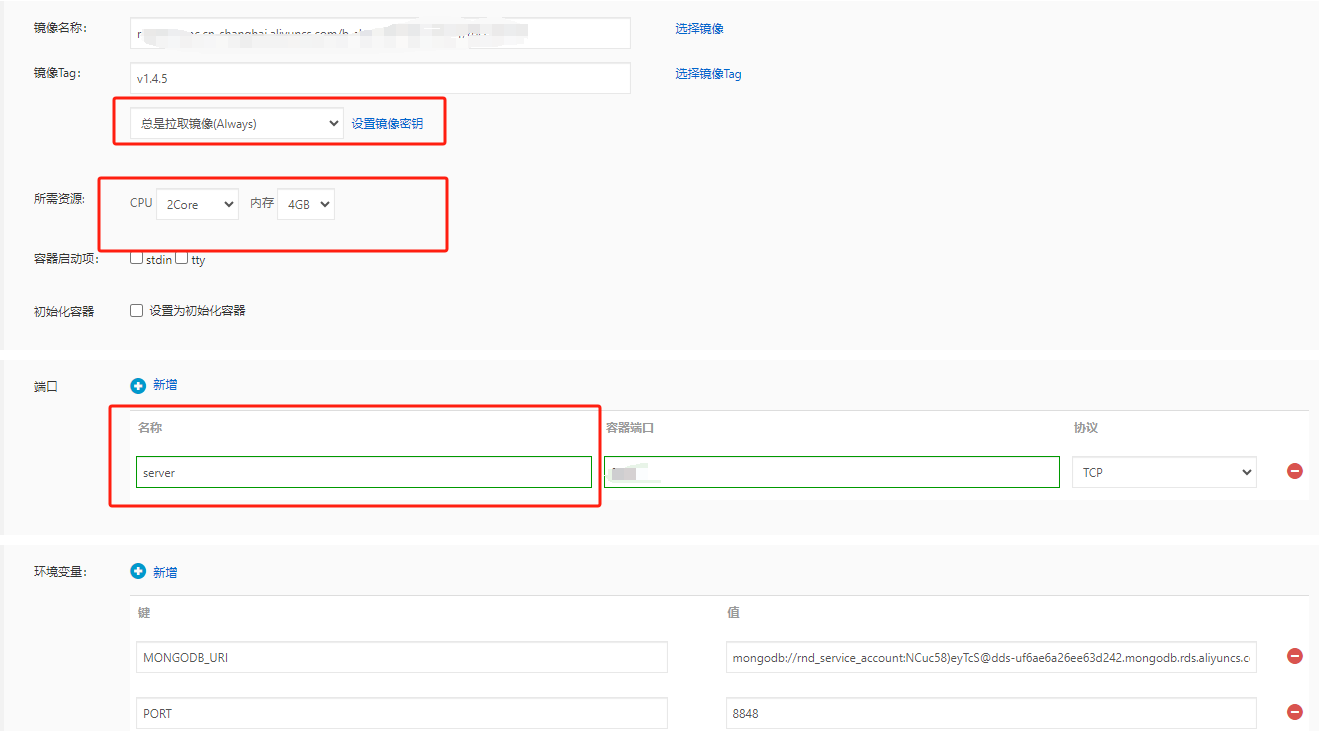 镜像名称:
cn-shanghai.aliyuncs.com/b
选择镜像
镜像Tag:
v1.4.5
选择镜像Tag
总是拉取镜像(Always)
设置镜像密钥
所需资源:
CPU 2Core 内存 4GB
容器启动项:
stdin tty
初始化容器
设置为初始化容器
端口
新增
名称 容器端口 协议
server TCP
环境变量:
新增
键 值
MONGODB_URI mongodb://rnd_service_account:NCuc58)eyTcS@dds-uf6ae6a26ee63d242.mongodb.rds.aliyuncs.c
PORT 8848